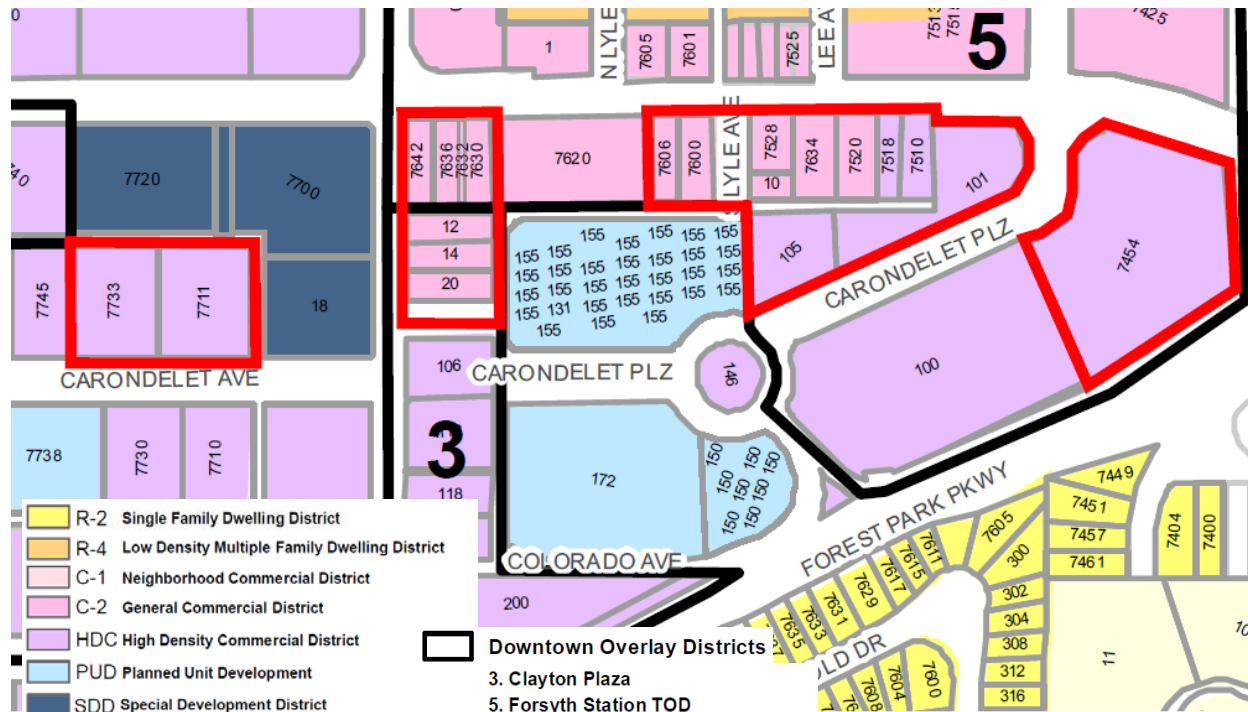 0
1
7605
7601
N LYLE
7525
LEE AV
7513
7515
5
7425
40
7720
7700
7642
7636
7632
7630
7620
7606
7600
S LYLE AVE
7528
10
7634
7520
7518
7510
101
12
14
20
7745
7733
7711
18
155 155 155 155 155 155 155
155 155 155 155 155 155 155
155 155 155 155 155 155 155
155 131 155 155 155 155 155
155 155 155
105
CARONDELET PLZ
7454
CARONDELET AVE
106
CARONDELET PLZ
146
100
7738
7730
7710
3
118
172
150 150 150
150 150 150
150 150 150
FOREST PARK PKWY
COLORADO AVE
200
7449
7451
7457
7461
7404
7400
7605
300
7611
7615
7617
7629
7631
7633
7635
302
304
308
312
316
OLD DR
7600
7604
7608
11
10
R-2 Single Family Dwelling District
R-4 Low Density Multiple Family Dwelling District
C-1 Neighborhood Commercial District
C-2 General Commercial District
HDC High Density Commercial District
PUD Planned Unit Development
SDD Special Development District
Downtown Overlay Districts
3. Clayton Plaza
5. Forsyth Station TOD